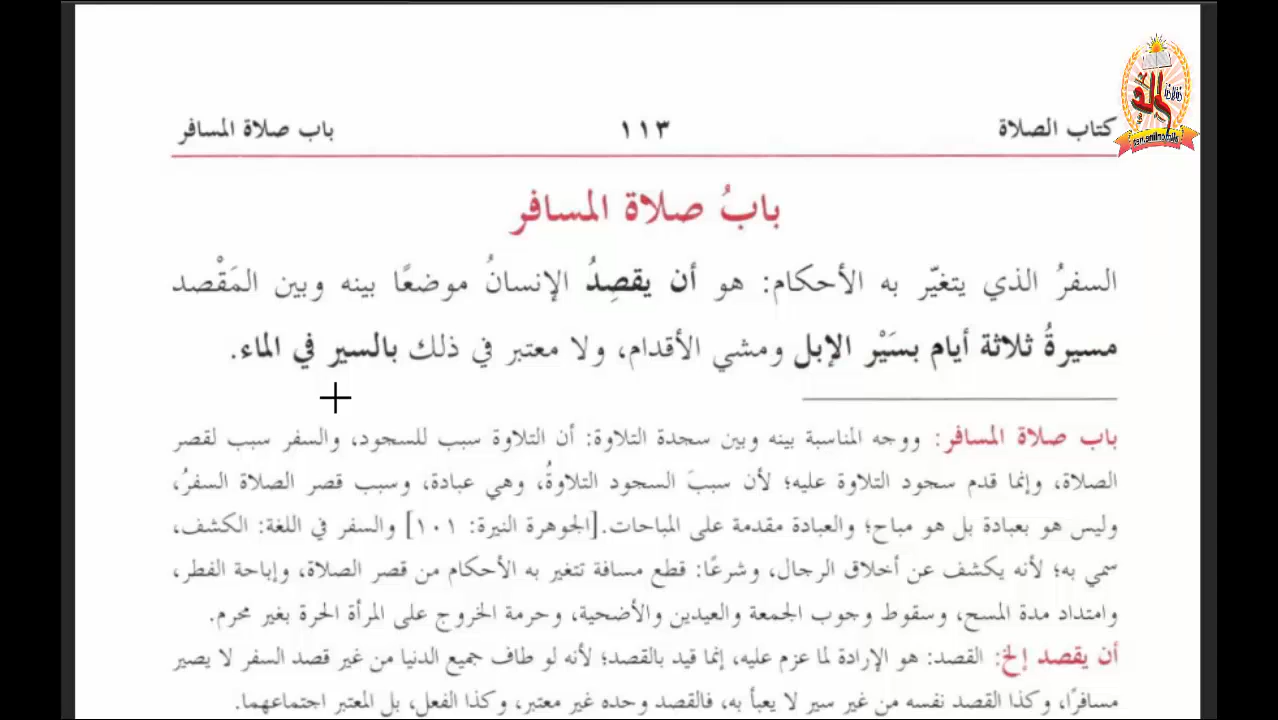 كتاب الصلاة ١١٣ باب صلاة المسافر
بابُ صلاة المسافر
السفرُ الذي يتغيّر به الأحكام: هو أن يقصِدُ الإنسانُ موضعًا بينه وبين المَقْصد
مسيرةُ ثلاثة أيام بسَيْر الإبل ومشي الأقدام، ولا معتبر في ذلك بالسير في الماء.
باب صلاة المسافر: ووجه المناسبة بينه وبين سجدة التلاوة: أن التلاوة سبب للسجود، والسفر سبب لقصر
الصلاة، وإنما قدم سجود التلاوة عليه؛ لأن سببَ السجود التلاوةُ، وهي عبادة، وسبب قصر الصلاة السفرُ،
وليس هو بعبادة بل هو مباح؛ والعبادة مقدمة على المباحات.[الجوهرة النيرة: ١٠١] والسفر في اللغة: الكشف،
سمي به؛ لأنه يكشف عن أخلاق الرجال، وشرعًا: قطع مسافة تتغير به الأحكام من قصر الصلاة، وإباحة الفطر،
وامتداد مدة المسح، وسقوط وجوب الجمعة والعيدين والأضحية، وحرمة الخروج على المرأة الحرة بغير محرم.
أن يقصد إلخ: القصد: هو الإرادة لما عزم عليه، إنما قيد بالقصد؛ لأنه لو طاف جميع الدنيا من غير قصد السفر لا يصير
مسافرًا، وكذا القصد نفسه من غير سير لا يعبأ به، فالقصد وحده غير معتبر، وكذا الفعل، بل المعتبر اجتماعهما.